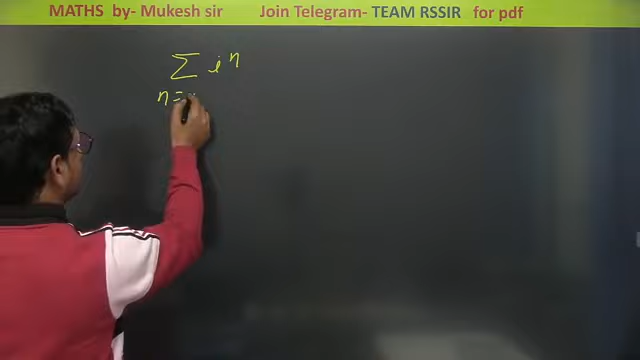 MATHS by- Mukesh sir Join Telegram- TEAM RSSIR for pdf
∑ i^n
n =